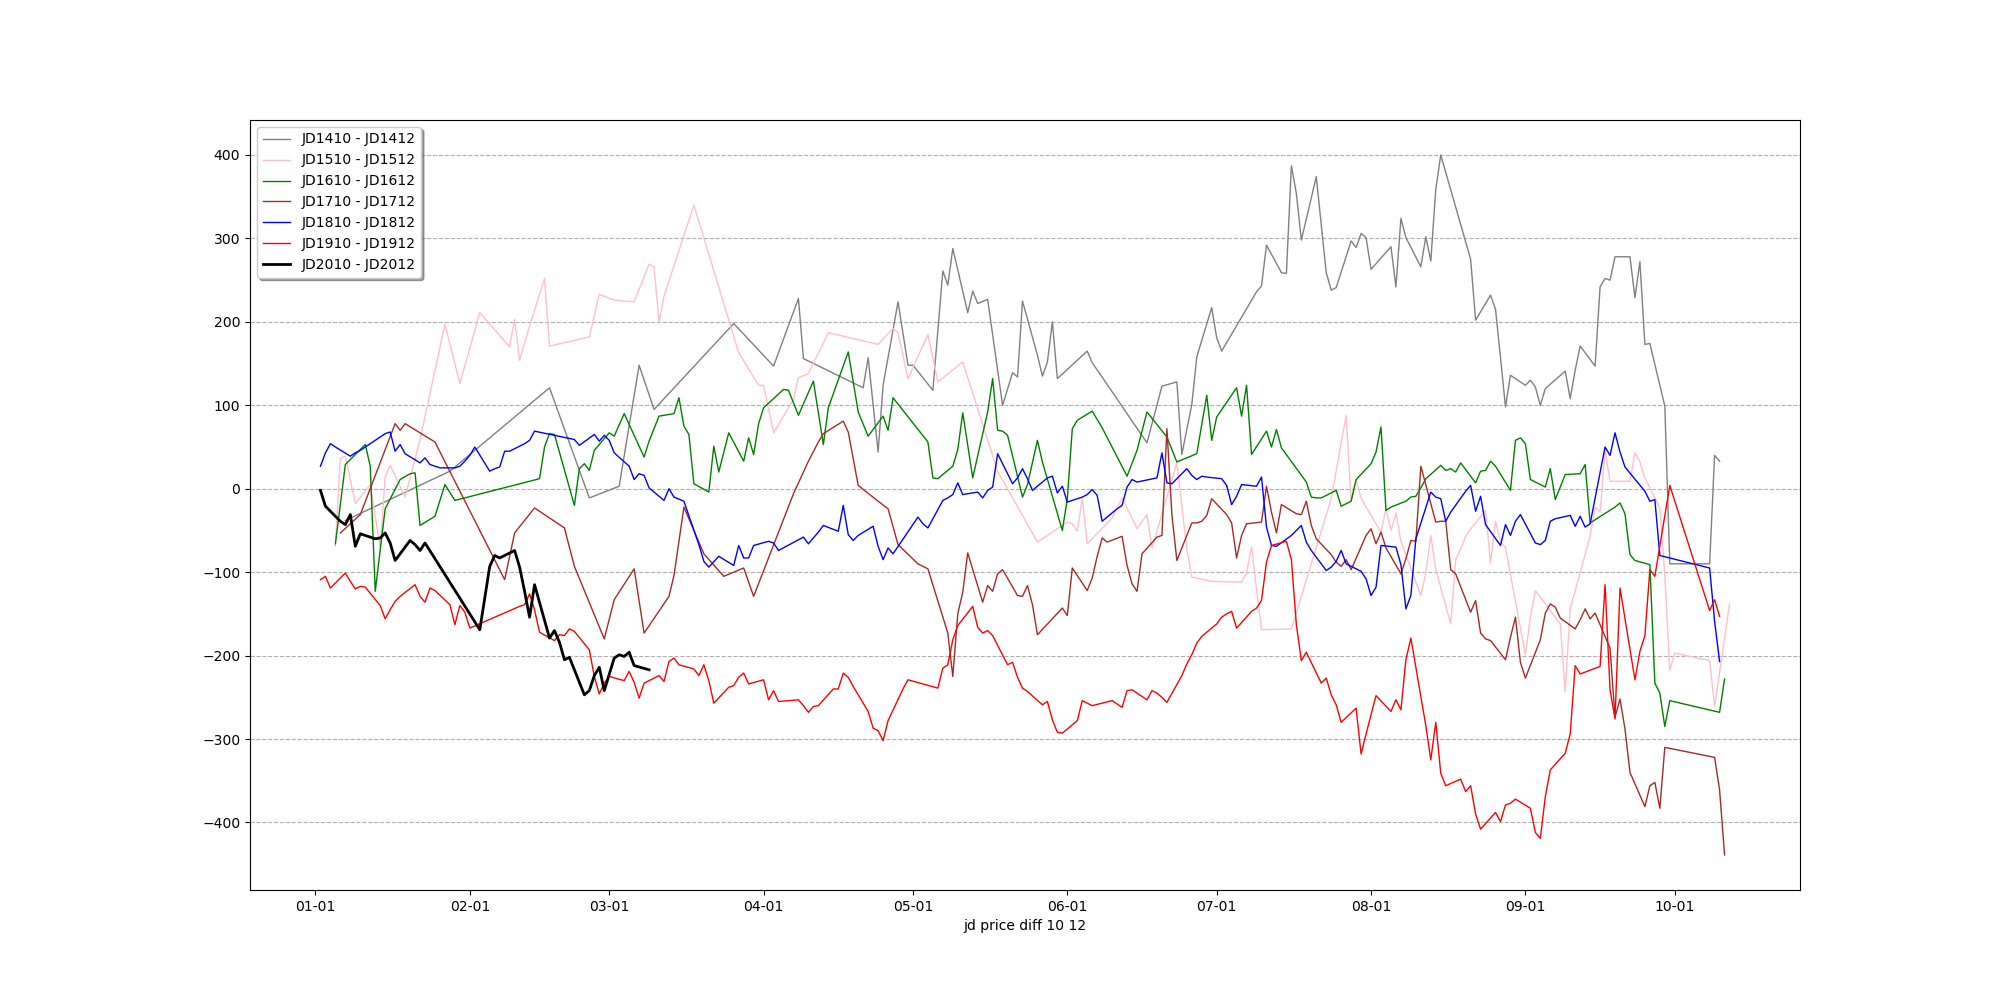 JD1410 - JD1412
JD1510 - JD1512
JD1610 - JD1612
JD1710 - JD1712
JD1810 - JD1812
JD1910 - JD1912
JD2010 - JD2012
400
300
200
100
0
−100
−200
−300
−400
01-01 02-01 03-01 04-01 05-01 06-01 07-01 08-01 09-01 10-01
jd price diff 10 12